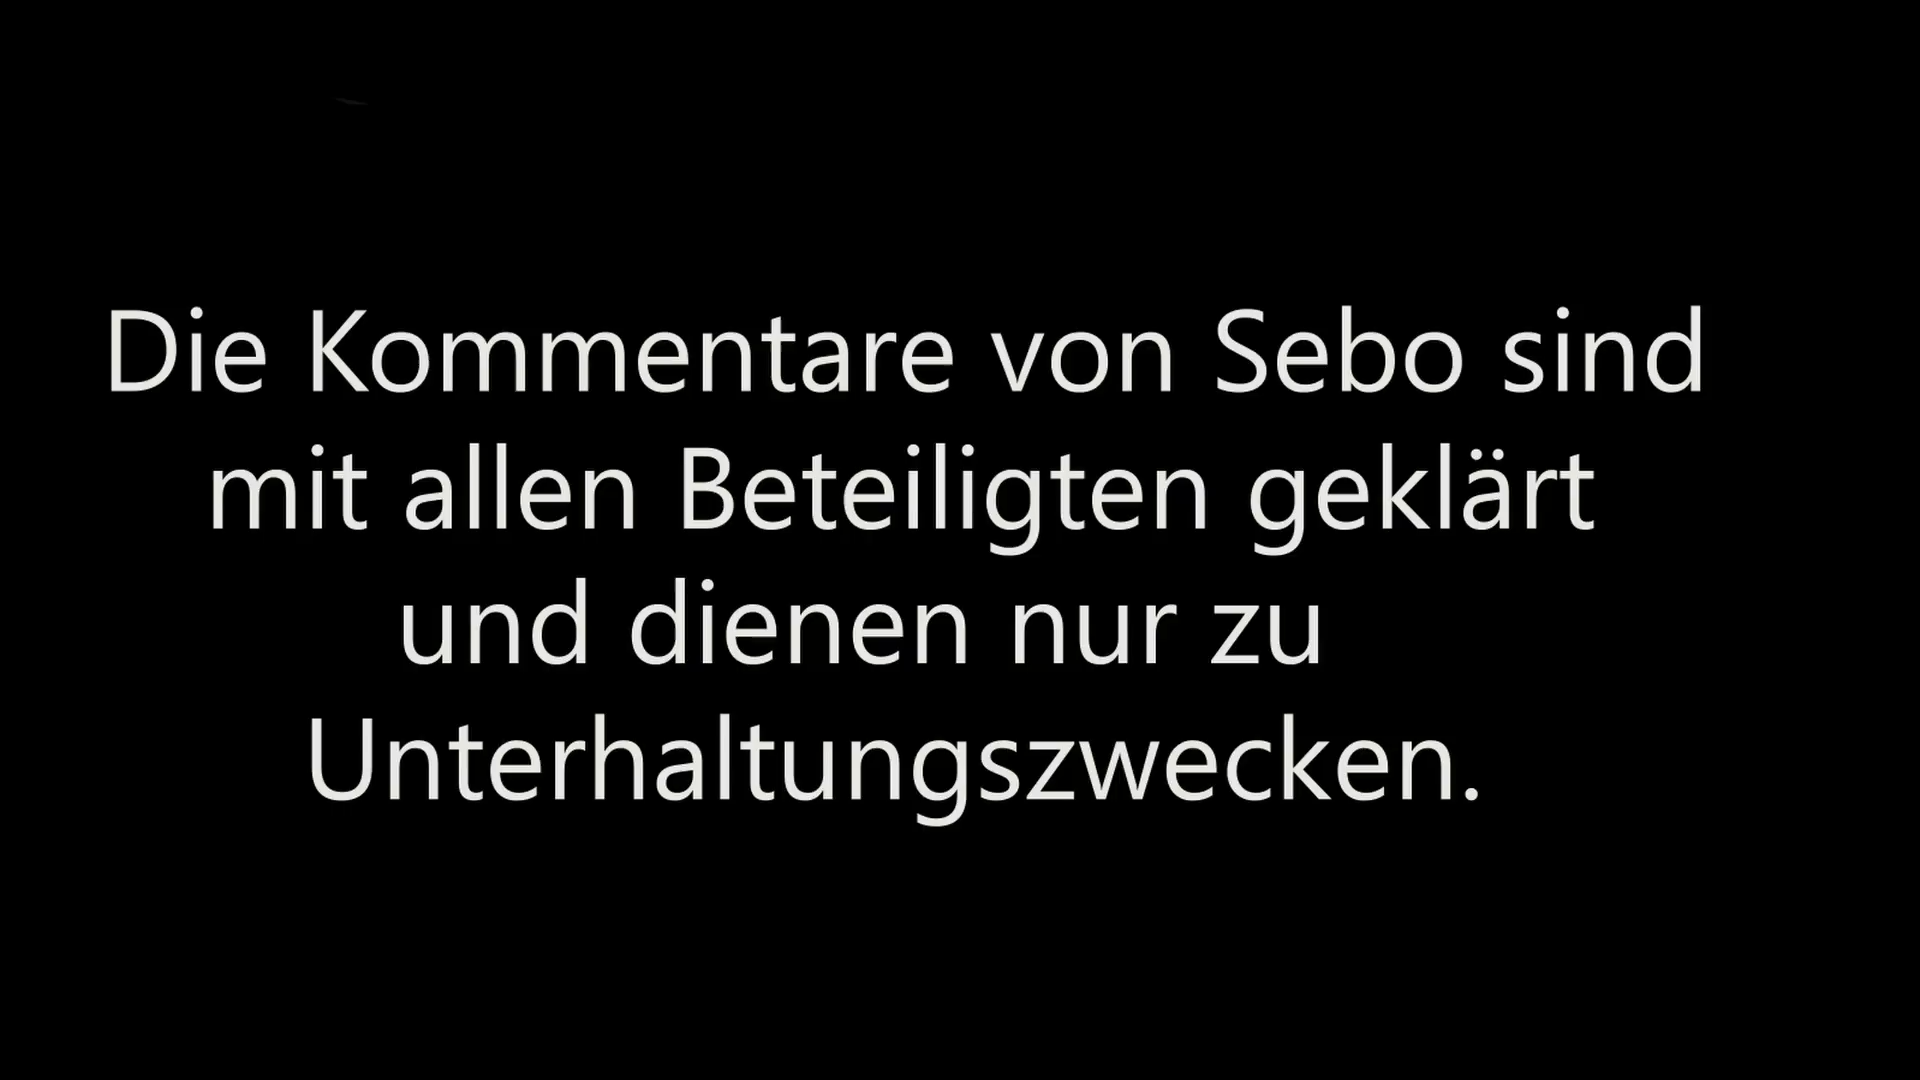 Die Kommentare von Sebo sind
mit allen Beteiligten geklärt
und dienen nur zu
Unterhaltungszwecken.